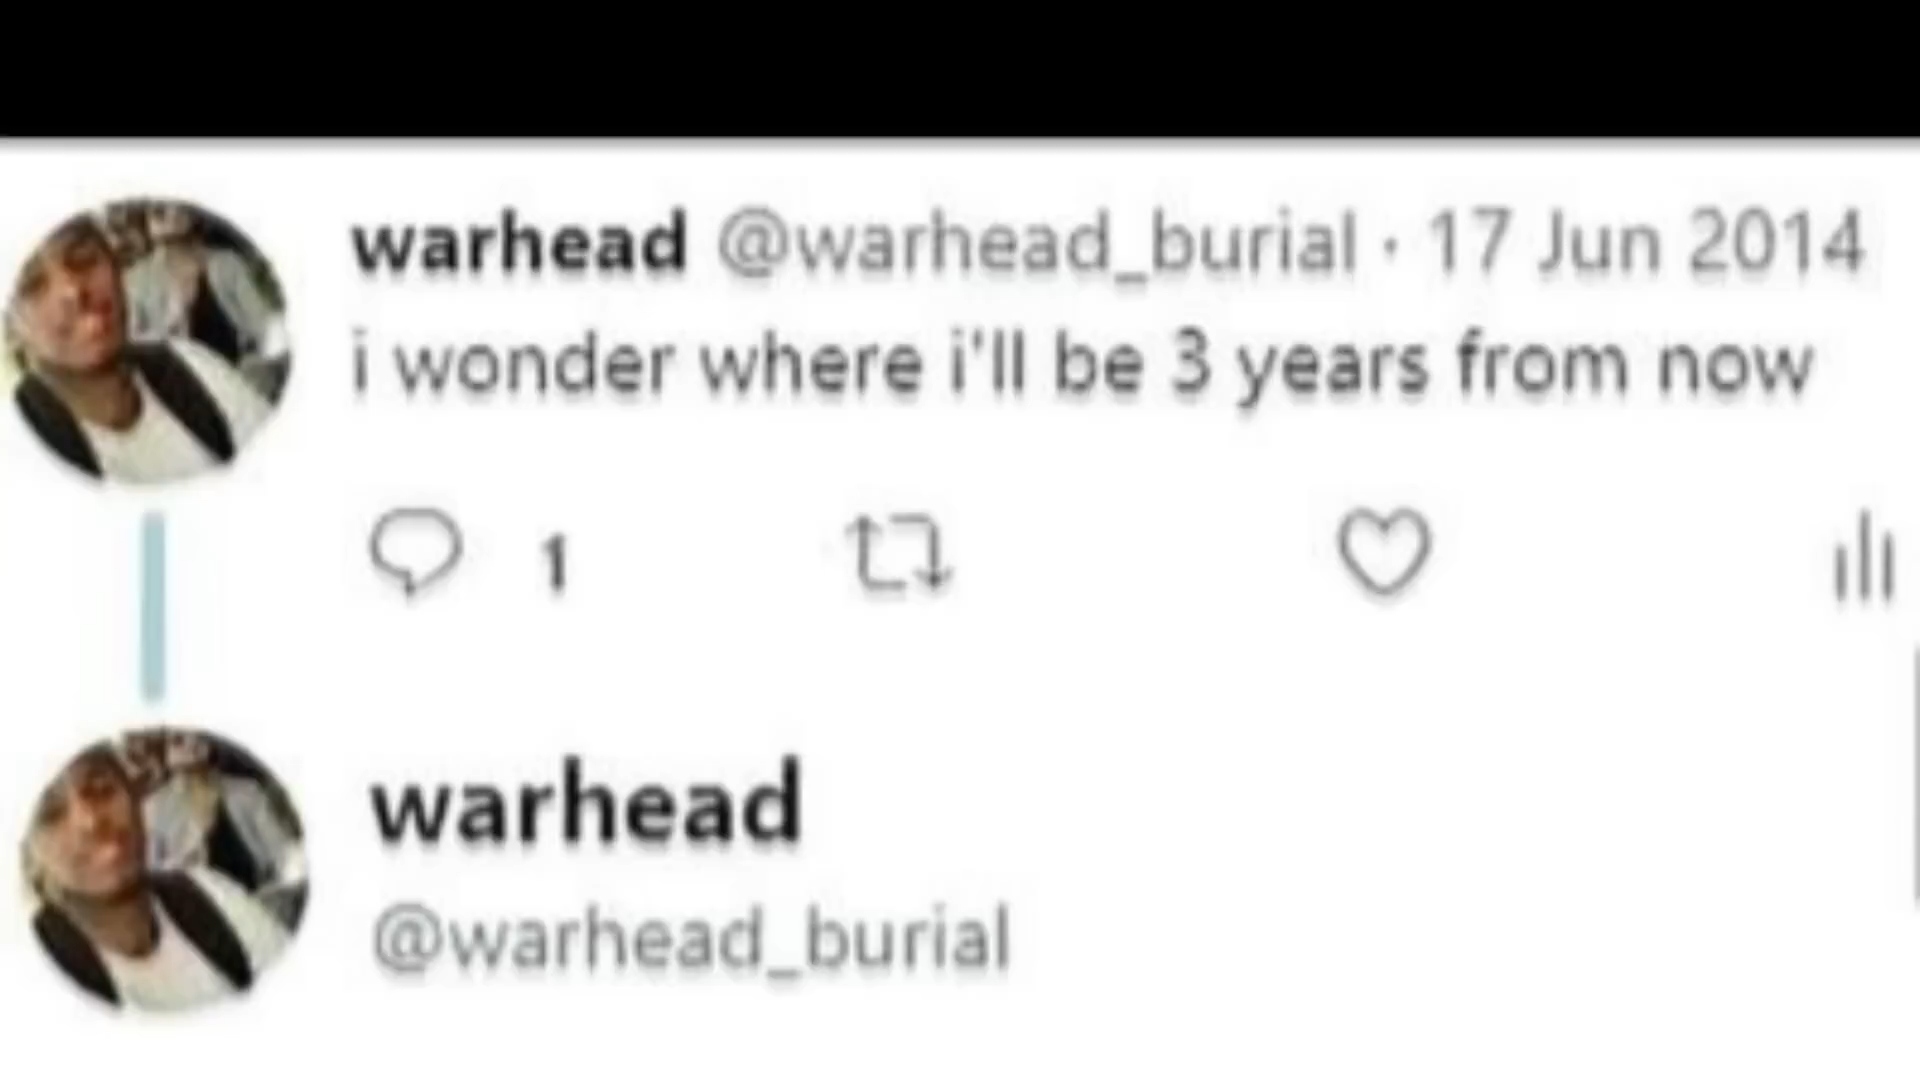 warhead @warhead_burial · 17 Jun 2014
i wonder where i'll be 3 years from now
1
warhead
@warhead_burial